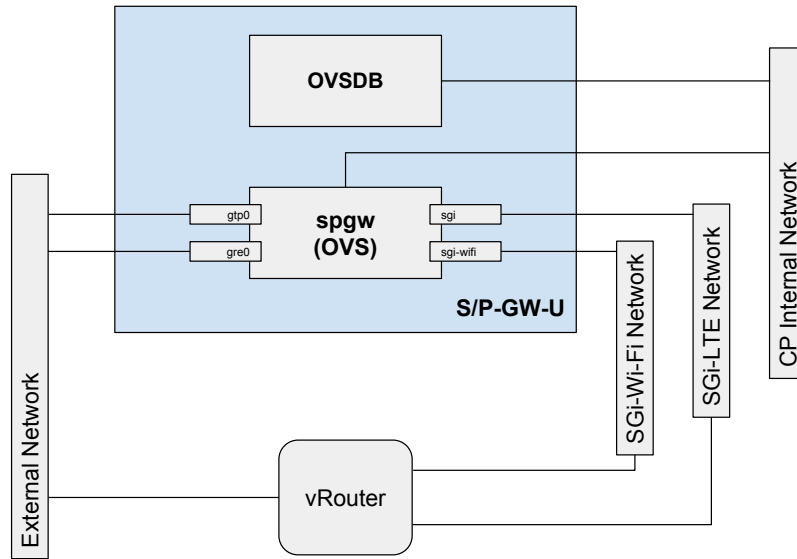 OVSDB
gtp0
gre0
spgw
(OVS)
sgi
sgi-wifi
S/P-GW-U
External Network
SGi-Wi-Fi Network
SGi-LTE Network
CP Internal Network
vRouter